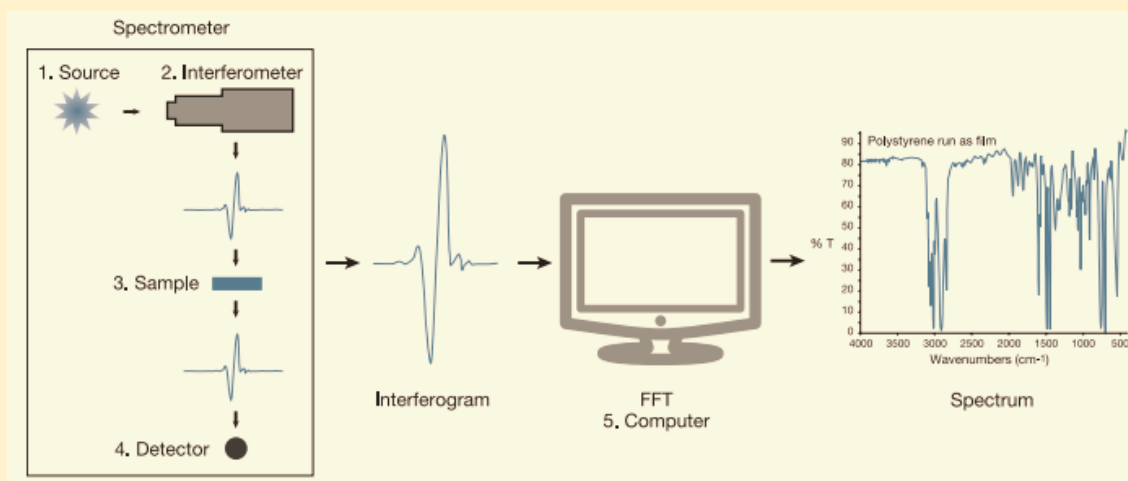 Spectrometer
1. Source
2. Interferometer
3. Sample
4. Detector
Interferogram
FFT
5. Computer
Polystyrene run as film
% T
90
80
70
60
50
40
30
20
10
0
4000 3500 3000 2500 2000 1500 1000 500
Wavenumbers (cm-1)
Spectrum